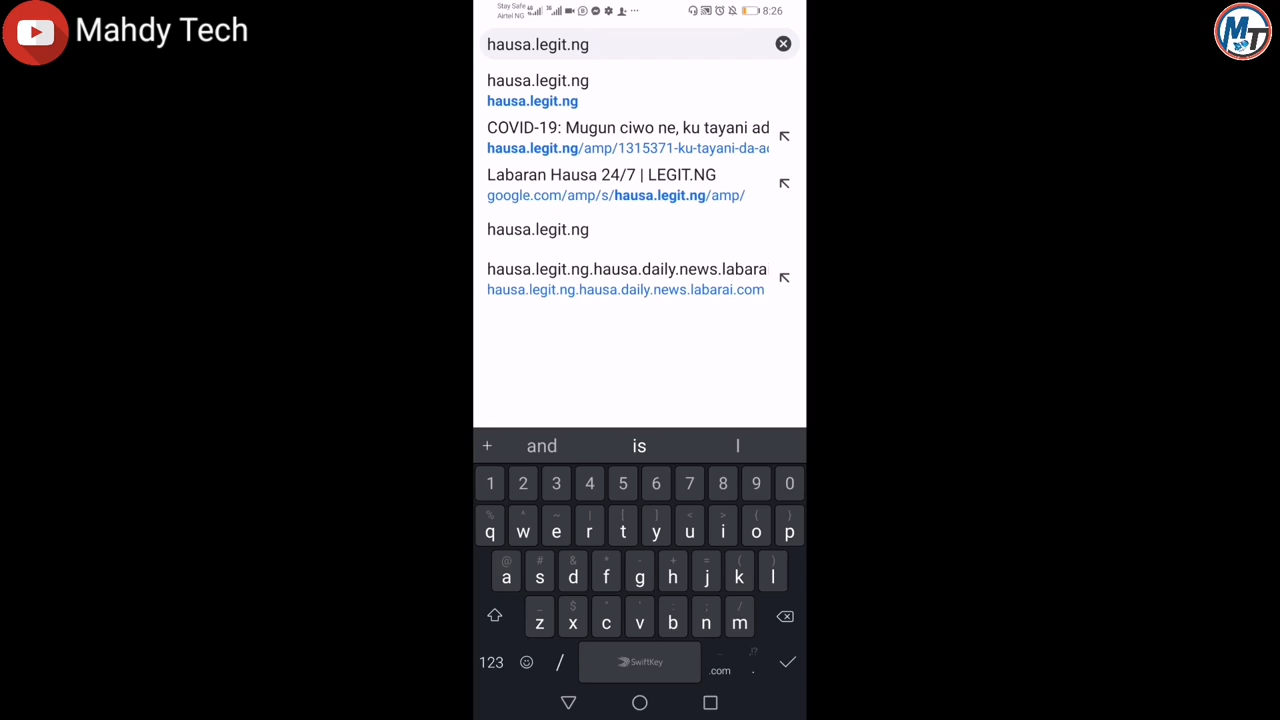 Mahdy Tech
MT
Stay Safe
Airtel NG
8:26
hausa.legit.ng
hausa.legit.ng
hausa.legit.ng
COVID-19: Mugun ciwo ne, ku tayani ad
hausa.legit.ng/amp/1315371-ku-tayani-da-ad
Labaran Hausa 24/7 | LEGIT.NG
google.com/amp/s/hausa.legit.ng/amp/
hausa.legit.ng
hausa.legit.ng.hausa.daily.news.labara
hausa.legit.ng.hausa.daily.news.labarai.com
+ and is I
1 2 3 4 5 6 7 8 9 0
q w e r t y u i o p
a s d f g h j k l
z x c v b n m
123 / SwiftKey .com .